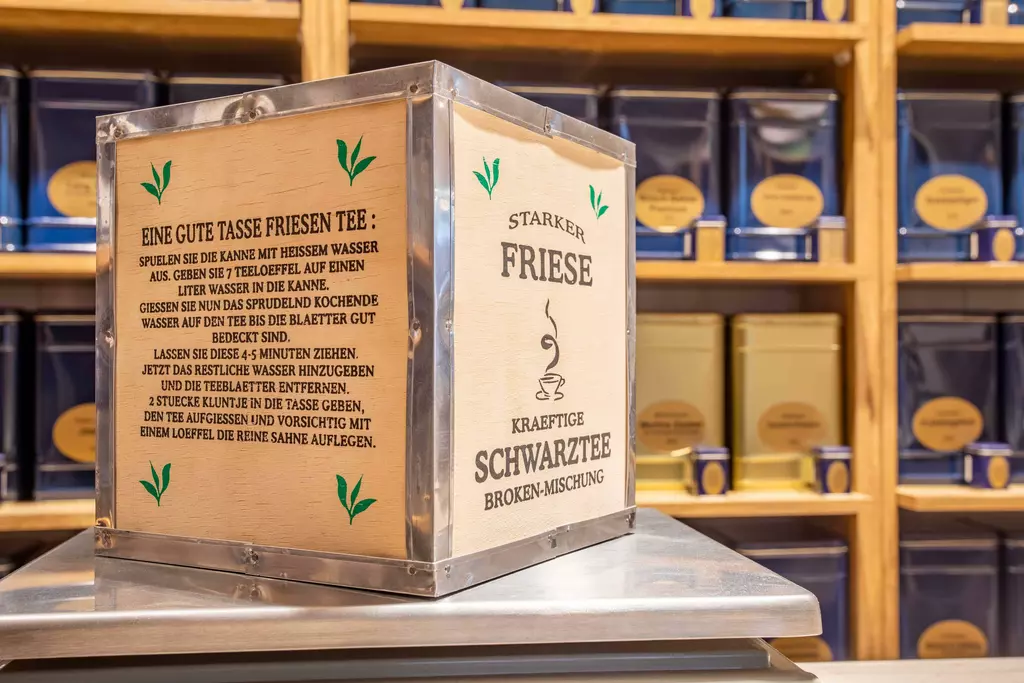 EINE GUTE TASSE FRIESEN TEE :
SPUELEN SIE DIE KANNE MIT HEISSEM WASSER
AUS. GEBEN SIE 7 TEELOEFFEL AUF EINEN
LITER WASSER IN DIE KANNE.
GIESSEN SIE NUN DAS SPRUDELND KOCHENDE
WASSER AUF DEN TEE BIS DIE BLAETTER GUT
BEDECKT SIND.
LASSEN SIE DIESE 4-5 MINUTEN ZIEHEN.
JETZT DAS RESTLICHE WASSER HINZUGEBEN
UND DIE TEEBLAETTER ENTFERNEN.
2 STUECKE KLUNTJE IN DIE TASSE GEBEN,
DEN TEE AUFGIESSEN UND VORSICHTIG MIT
EINEM LOEFFEL DIE REINE SAHNE AUFLEGEN.
STARKER
FRIESE
KRAEFTIGE
SCHWARZTEE
BROKEN-MISCHUNG